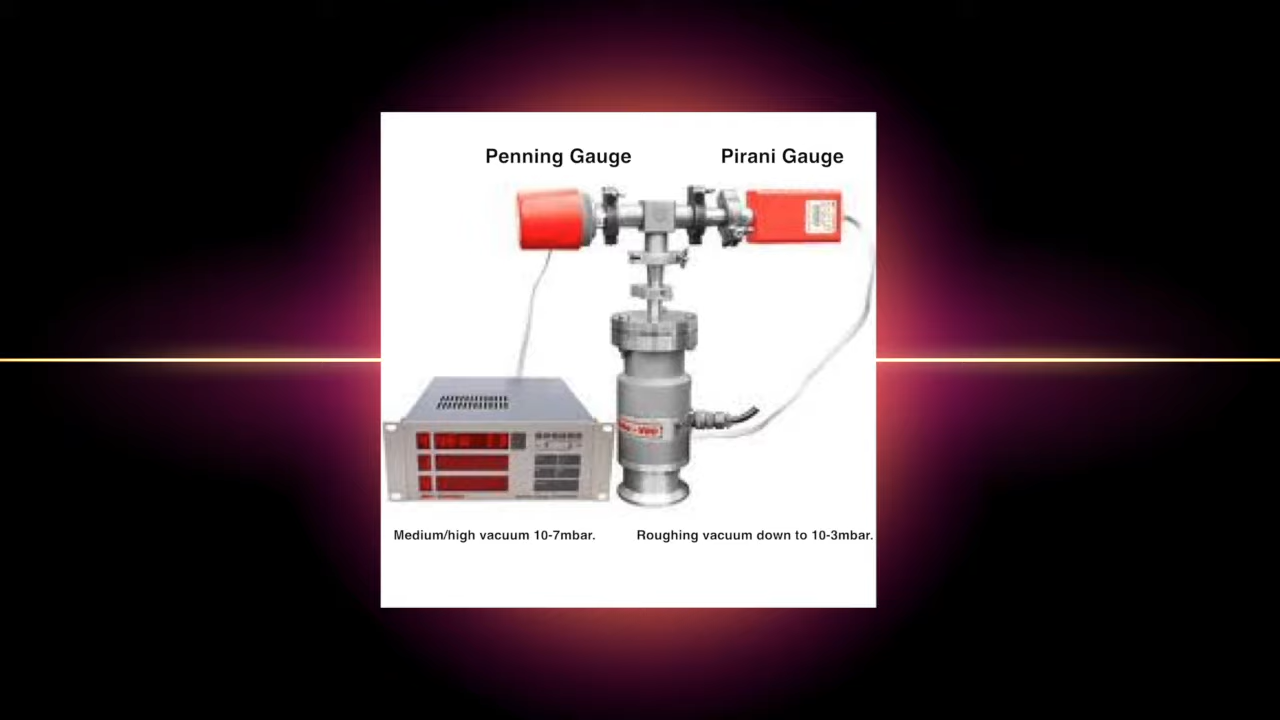 Penning Gauge
Pirani Gauge
Medium/high vacuum 10-7mbar.
Roughing vacuum down to 10-3mbar.